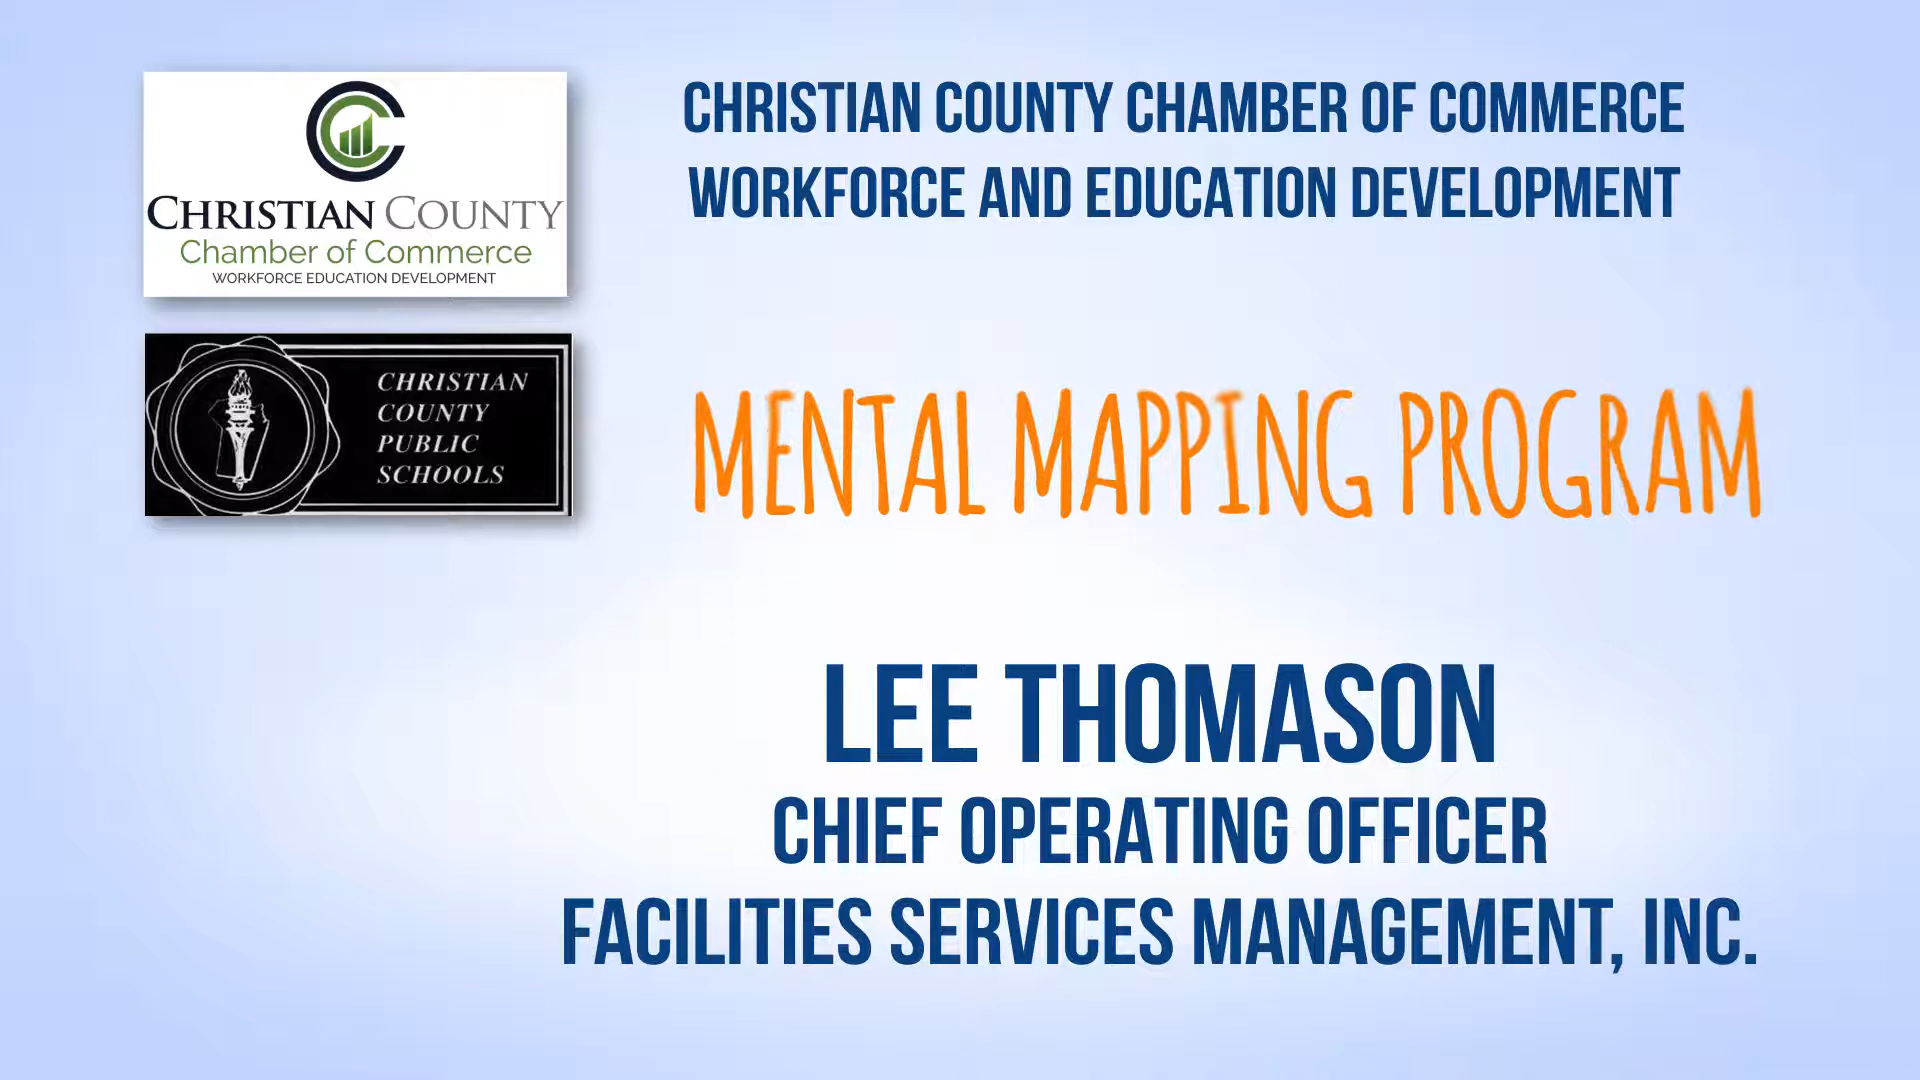 CHRISTIAN COUNTY
Chamber of Commerce
WORKFORCE EDUCATION DEVELOPMENT
CHRISTIAN
COUNTY
PUBLIC
SCHOOLS
CHRISTIAN COUNTY CHAMBER OF COMMERCE
WORKFORCE AND EDUCATION DEVELOPMENT
MENTAL MAPPING PROGRAM
LEE THOMASON
CHIEF OPERATING OFFICER
FACILITIES SERVICES MANAGEMENT, INC.